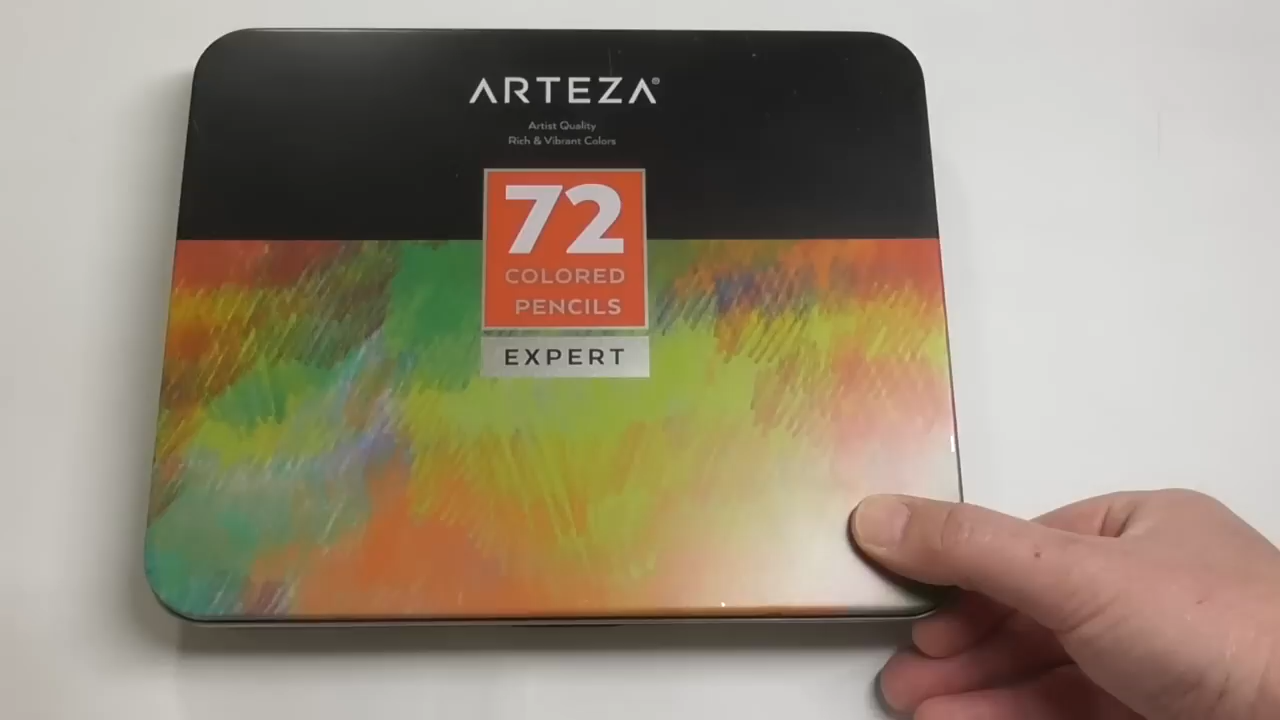 ARTEZA®
Artist Quality
Rich & Vibrant Colors
72
COLORED
PENCILS
EXPERT